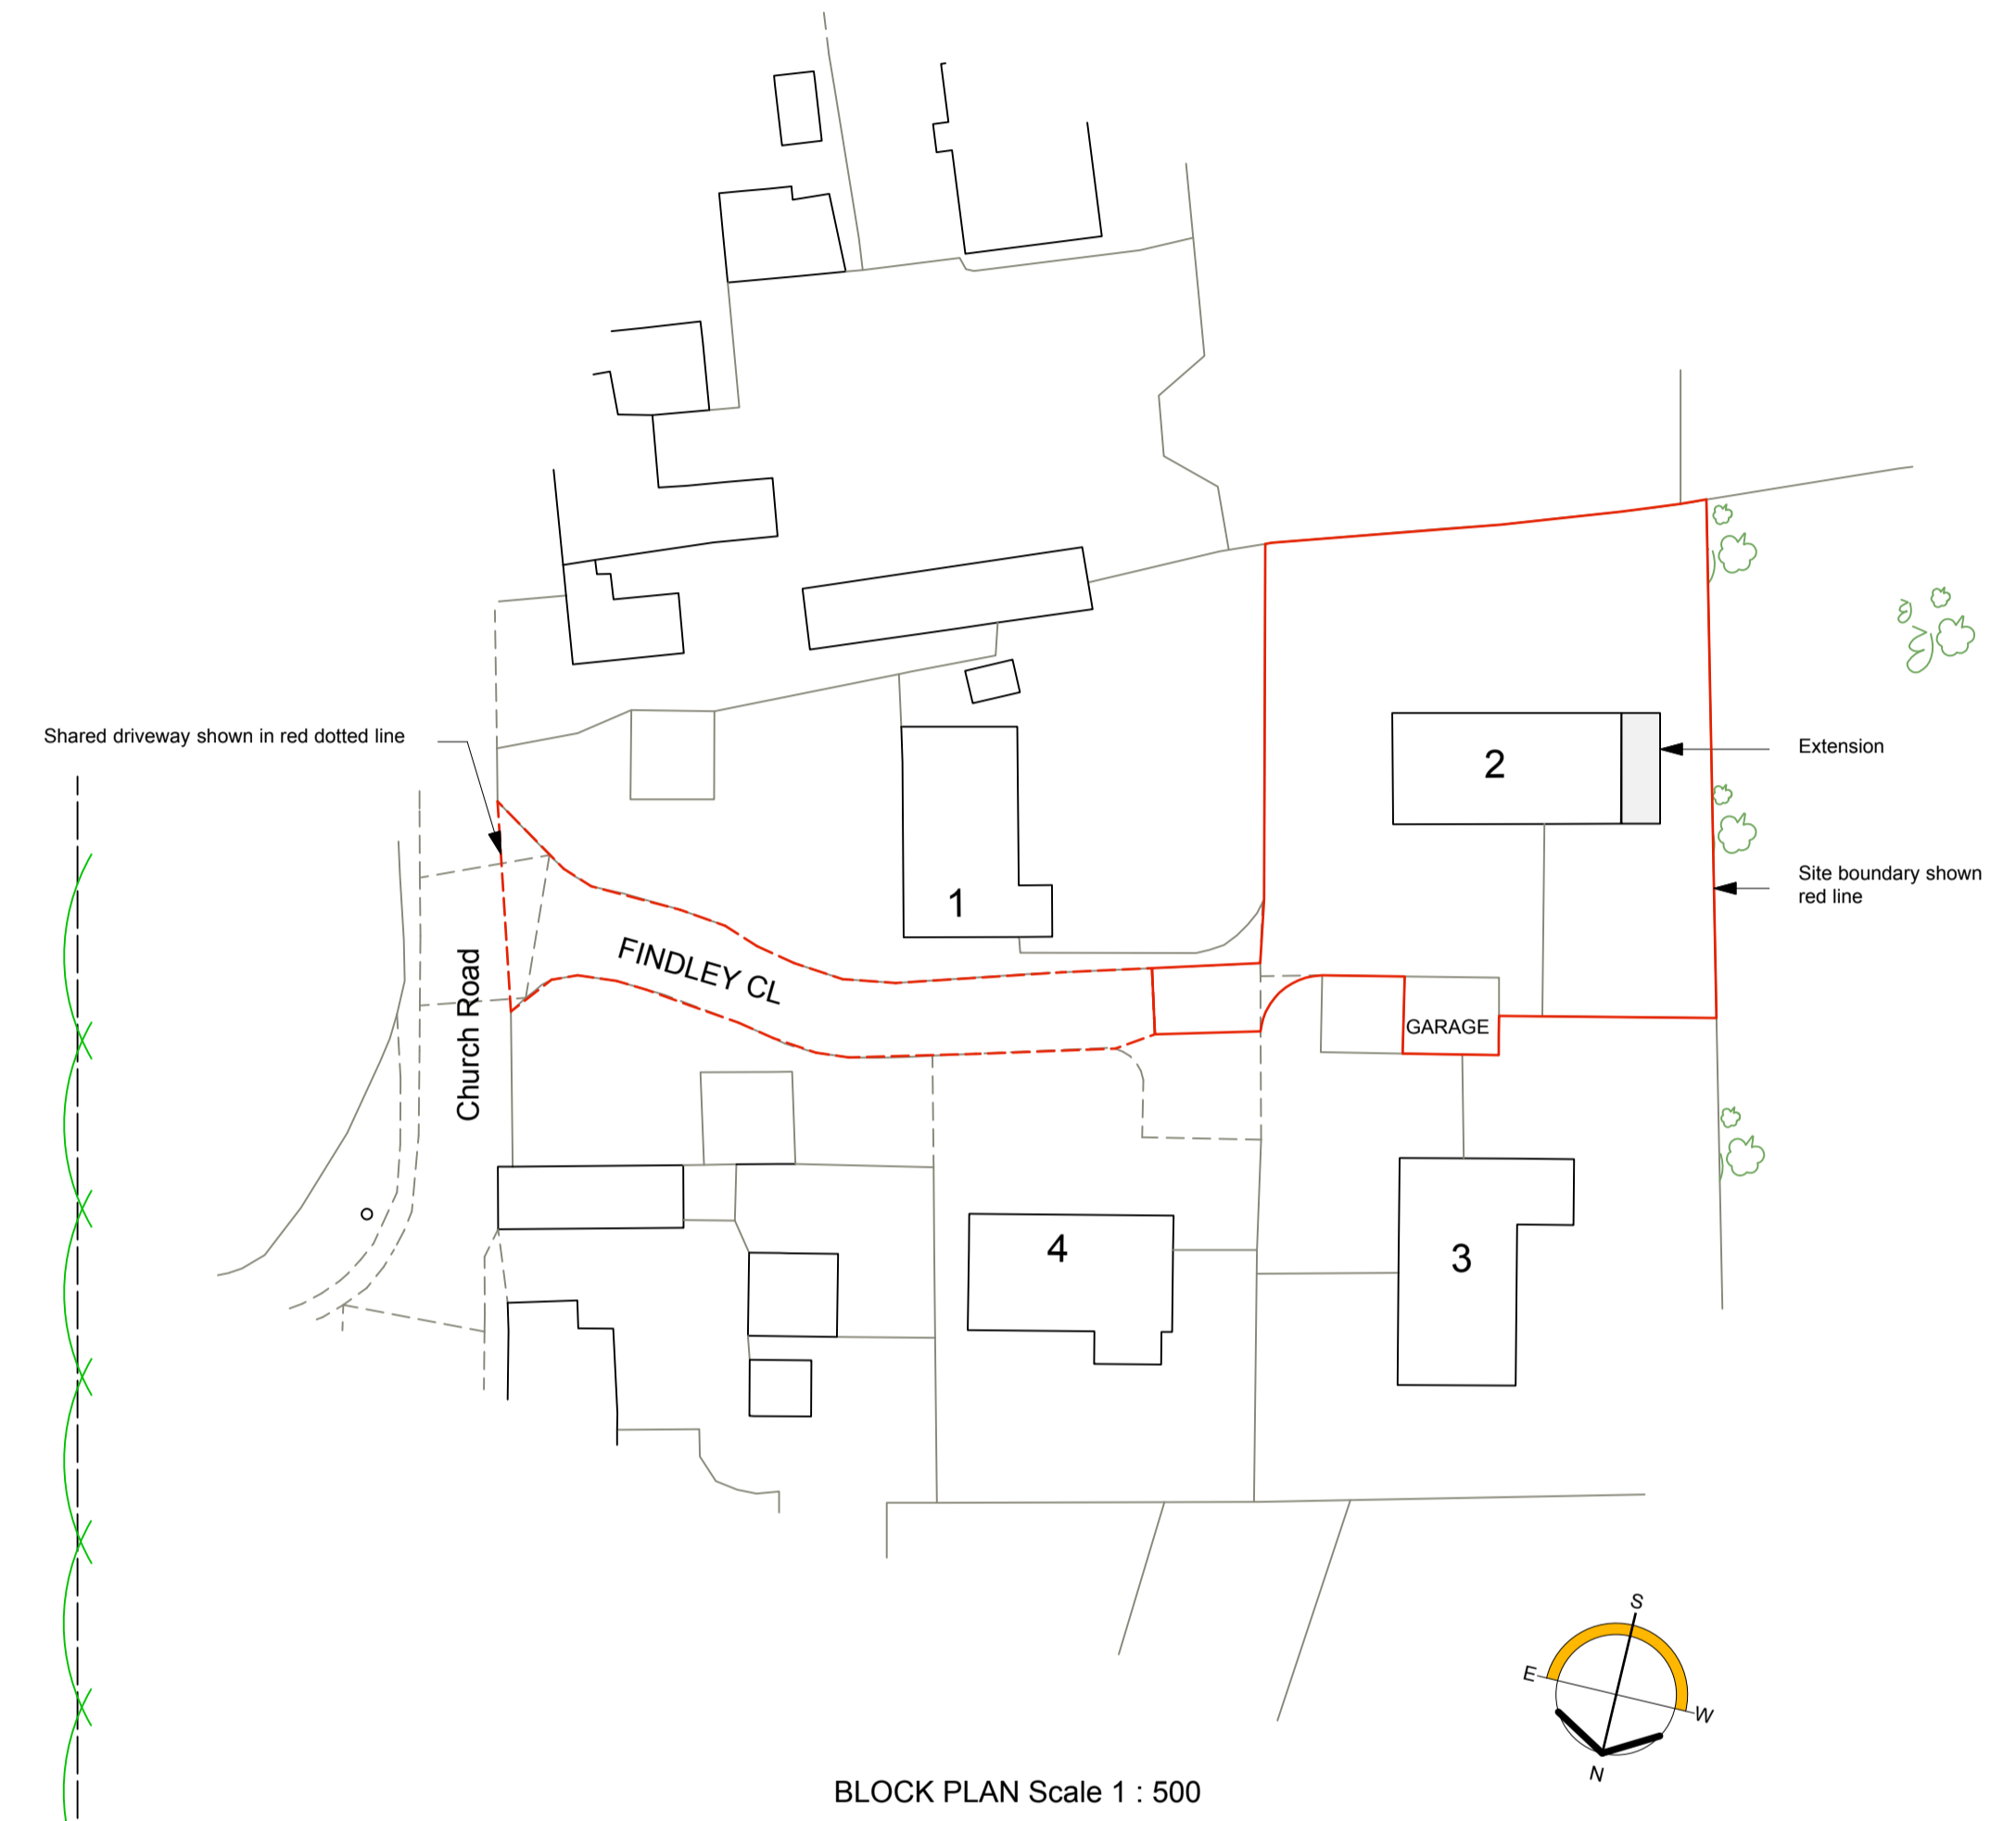 Shared driveway shown in red dotted line
2
Extension
Site boundary shown
red line
1
FINDLEY CL
Church Road
GARAGE
4
3
S
E
W
N
BLOCK PLAN Scale 1 : 500